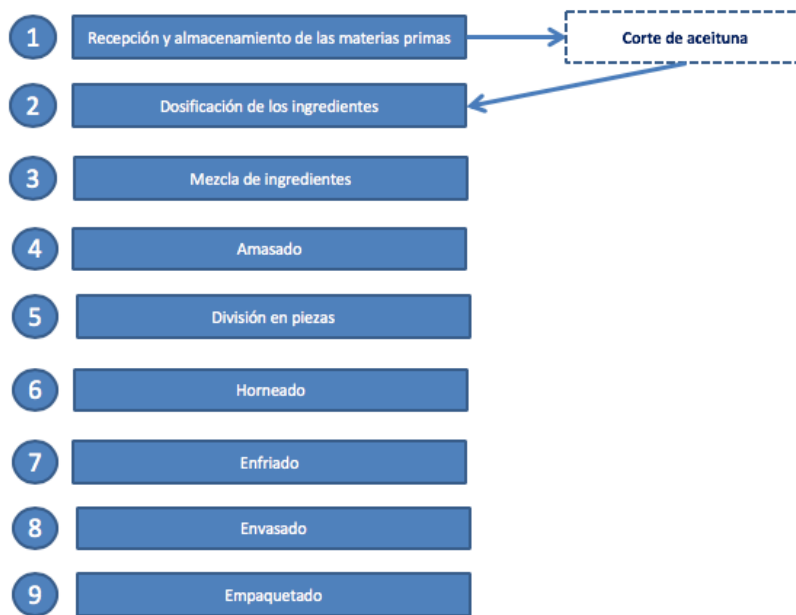 1 Recepción y almacenamiento de las materias primas Corte de aceituna
2 Dosificación de los ingredientes
3 Mezcla de ingredientes
4 Amasado
5 División en piezas
6 Horneado
7 Enfriado
8 Envasado
9 Empaquetado